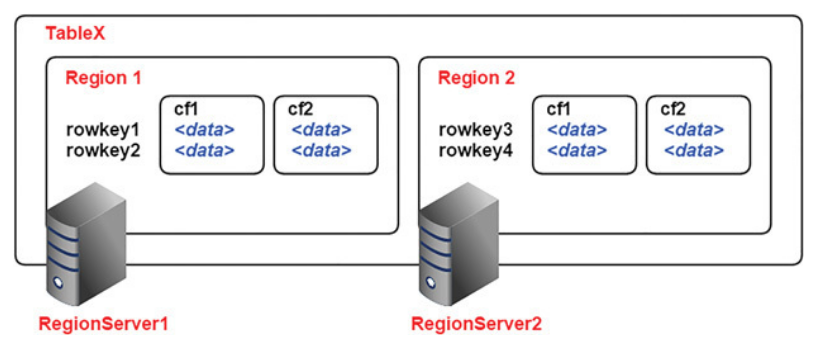 TableX
Region 1
cf1 cf2
rowkey1 <data> <data>
rowkey2 <data> <data>
RegionServer1
Region 2
cf1 cf2
rowkey3 <data> <data>
rowkey4 <data> <data>
RegionServer2